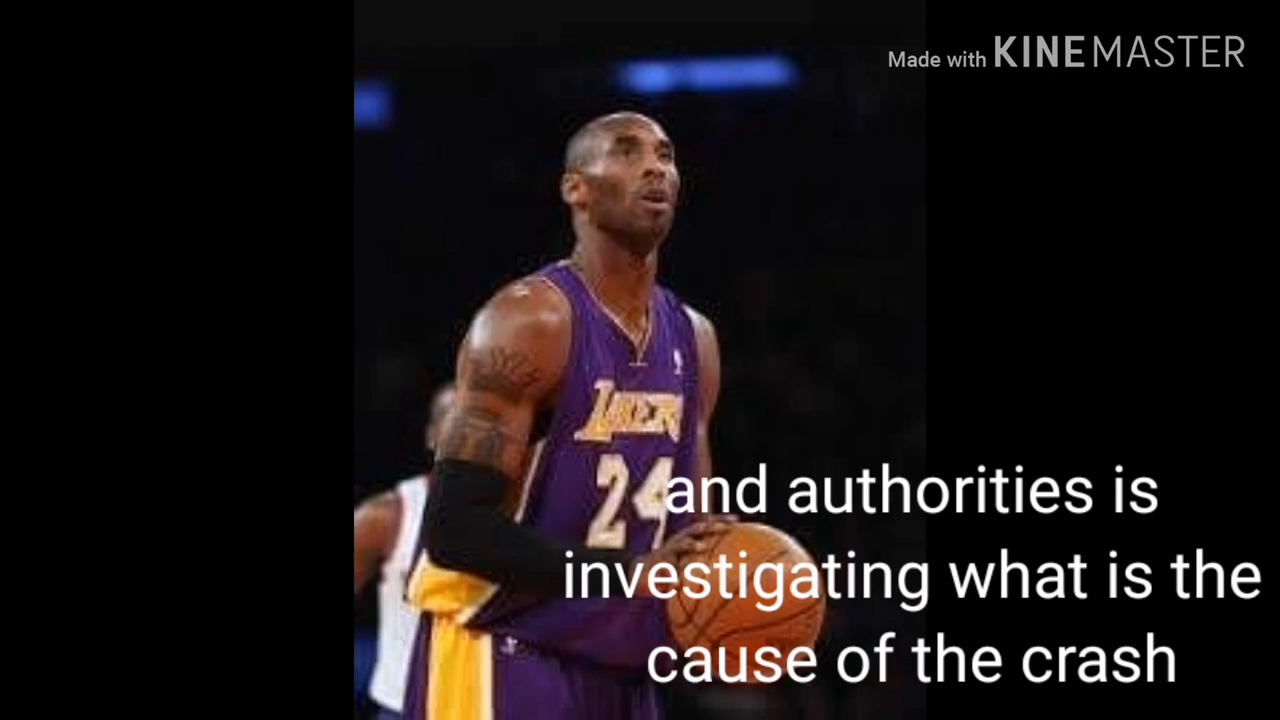 Made with KINEMASTER
LAKERS
24
and authorities is
investigating what is the
cause of the crash